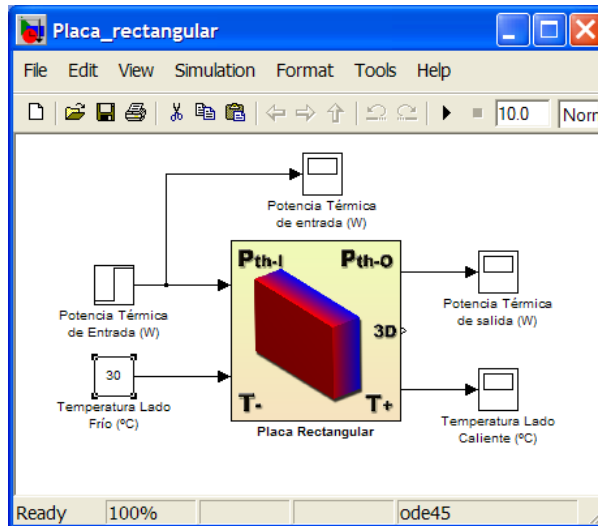 Placa_rectangular
File Edit View Simulation Format Tools Help
10.0 Norr
Potencia Térmica
de entrada (W)
Pth-I Pth-O
Potencia Térmica
de Entrada (W)
Potencia Térmica
de salida (W)
3D
30
T- T+
Temperatura Lado
Frío (ºC)
Placa Rectangular
Temperatura Lado
Caliente (ºC)
Ready 100% ode45